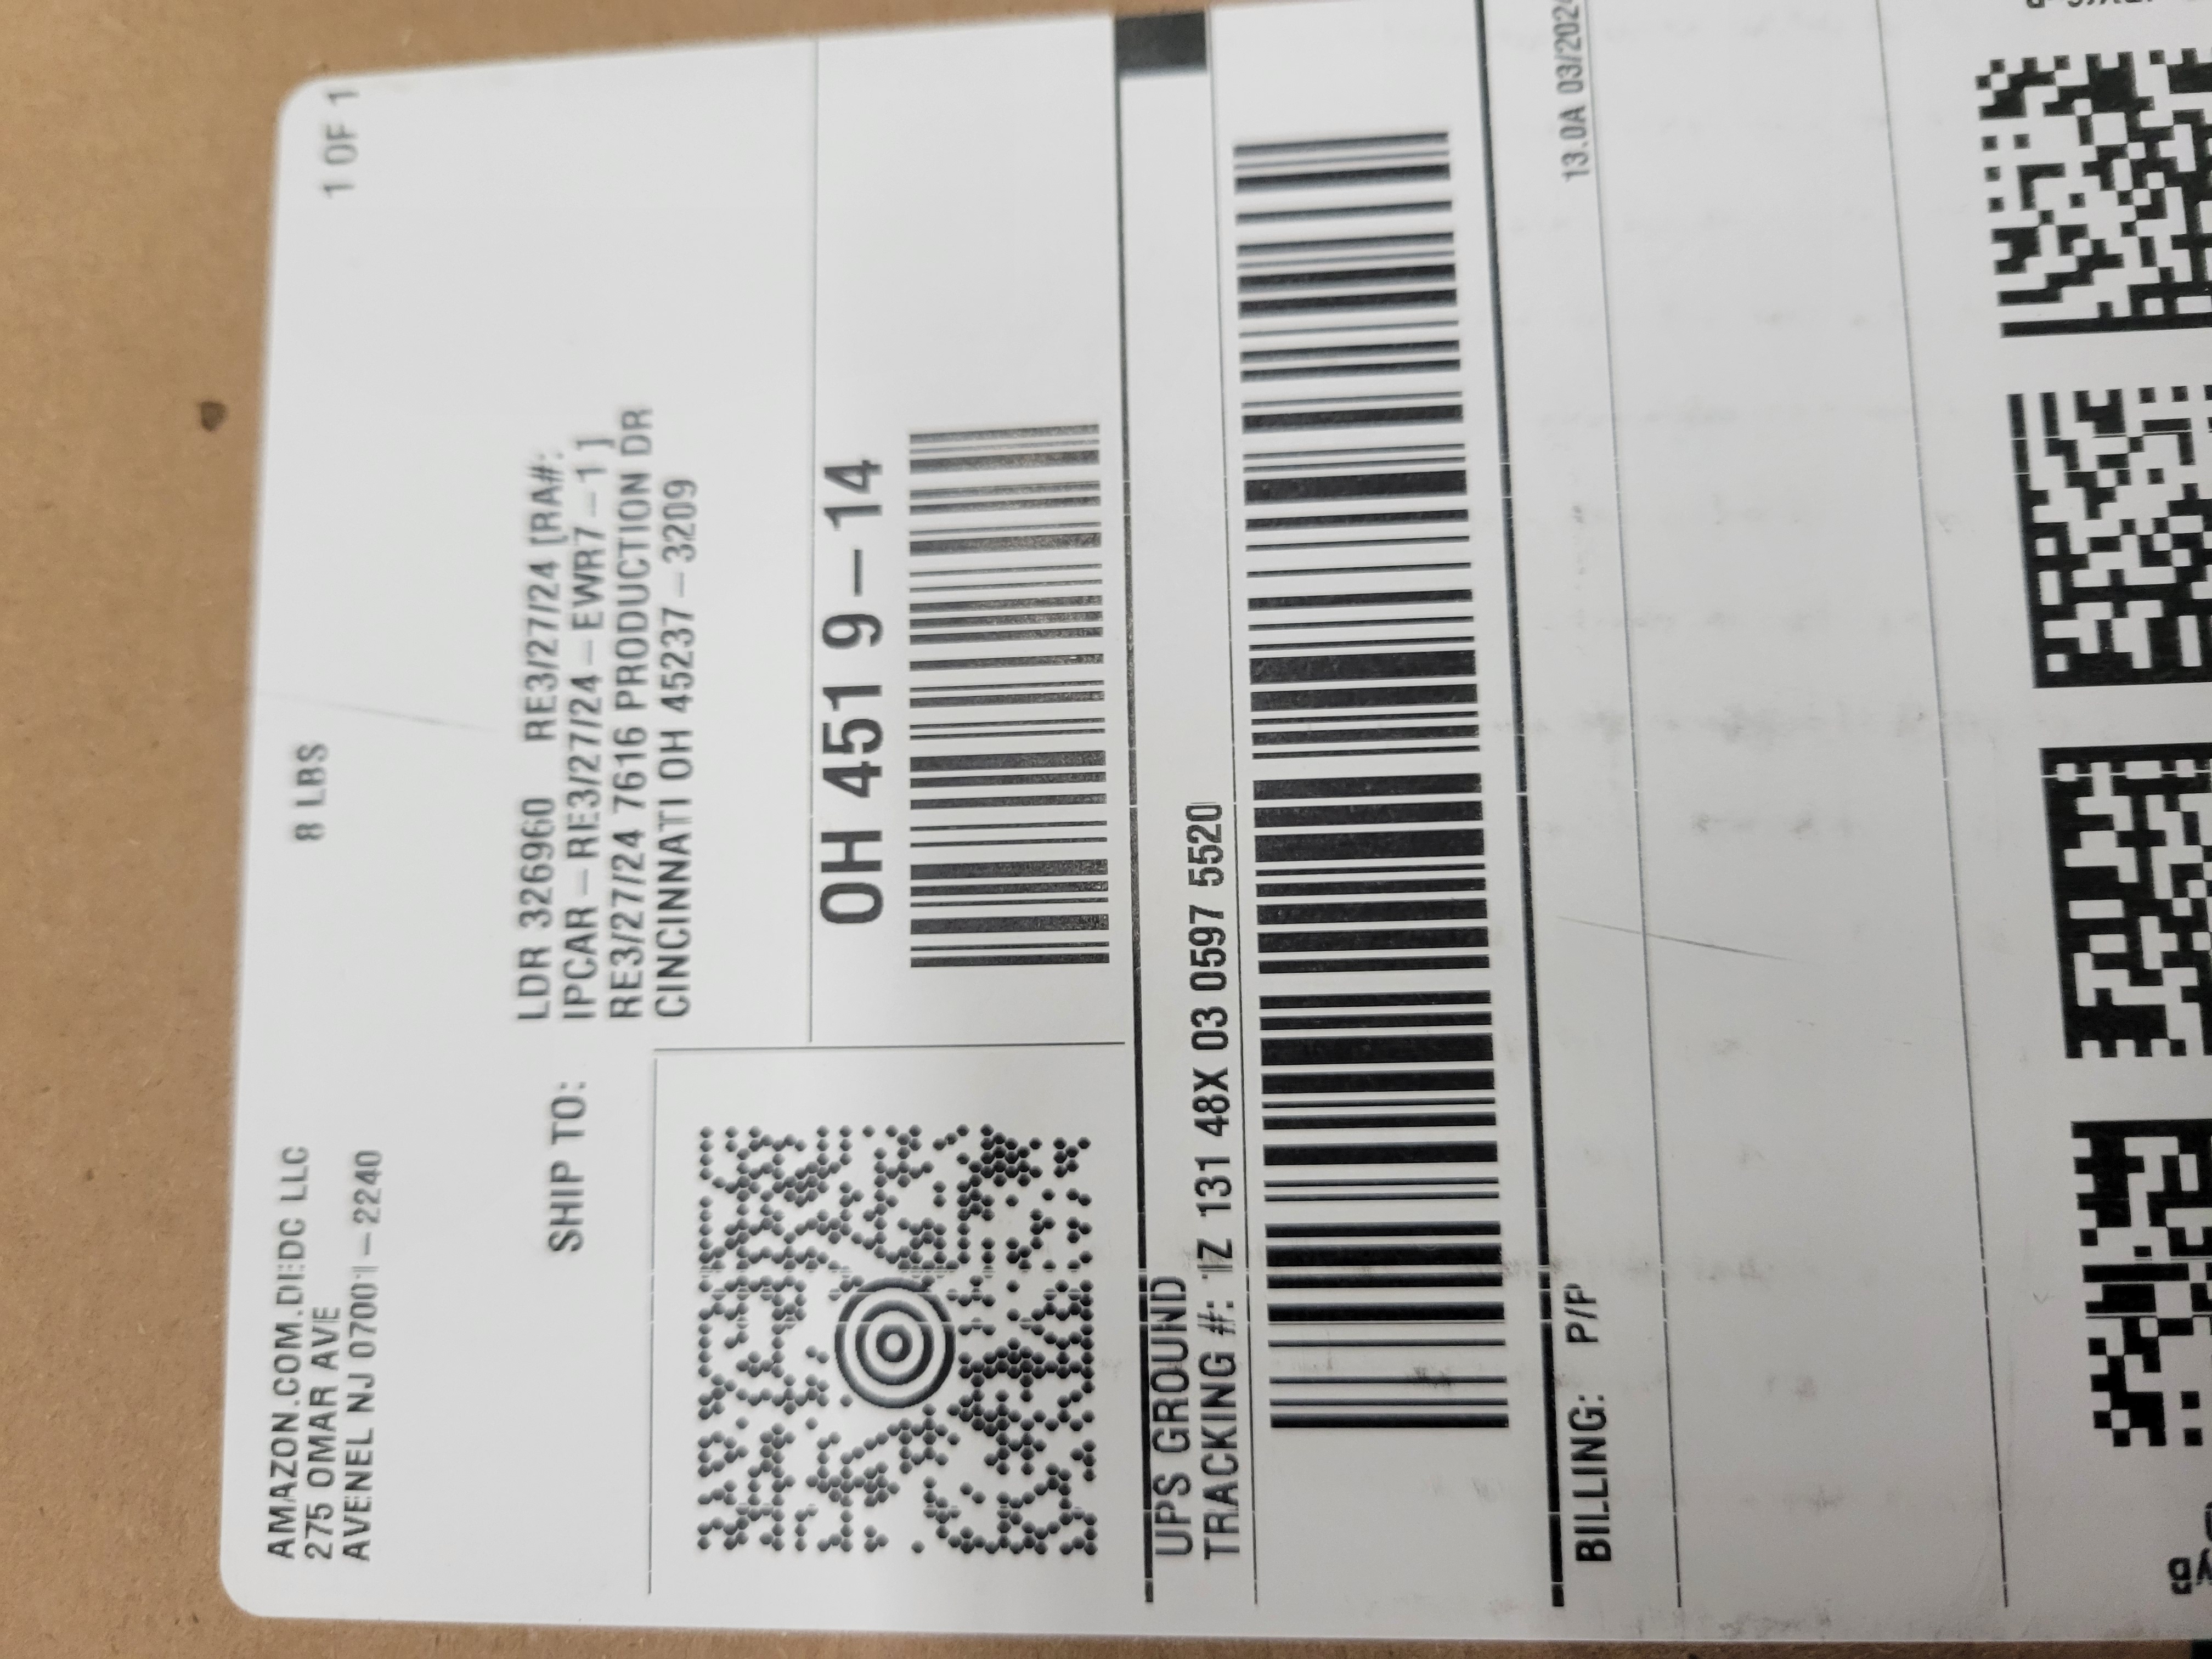 AMAZON.COM.DEDC LLC
275 OMAR AVE
AVENEL NJ 07001-2240
8 LBS
1 OF 1
SHIP TO:
LDR 326960 RE3/27/24 [RA#:
IPCAR-RE3/27/24-EWR7-1]
RE3/27/24 7616 PRODUCTION DR
CINCINNATI OH 45237-3209
OH 451 9-14
UPS GROUND
TRACKING #: 1Z 131 48X 03 0597 5520
BILLING: P/P
13.0A 03/2024